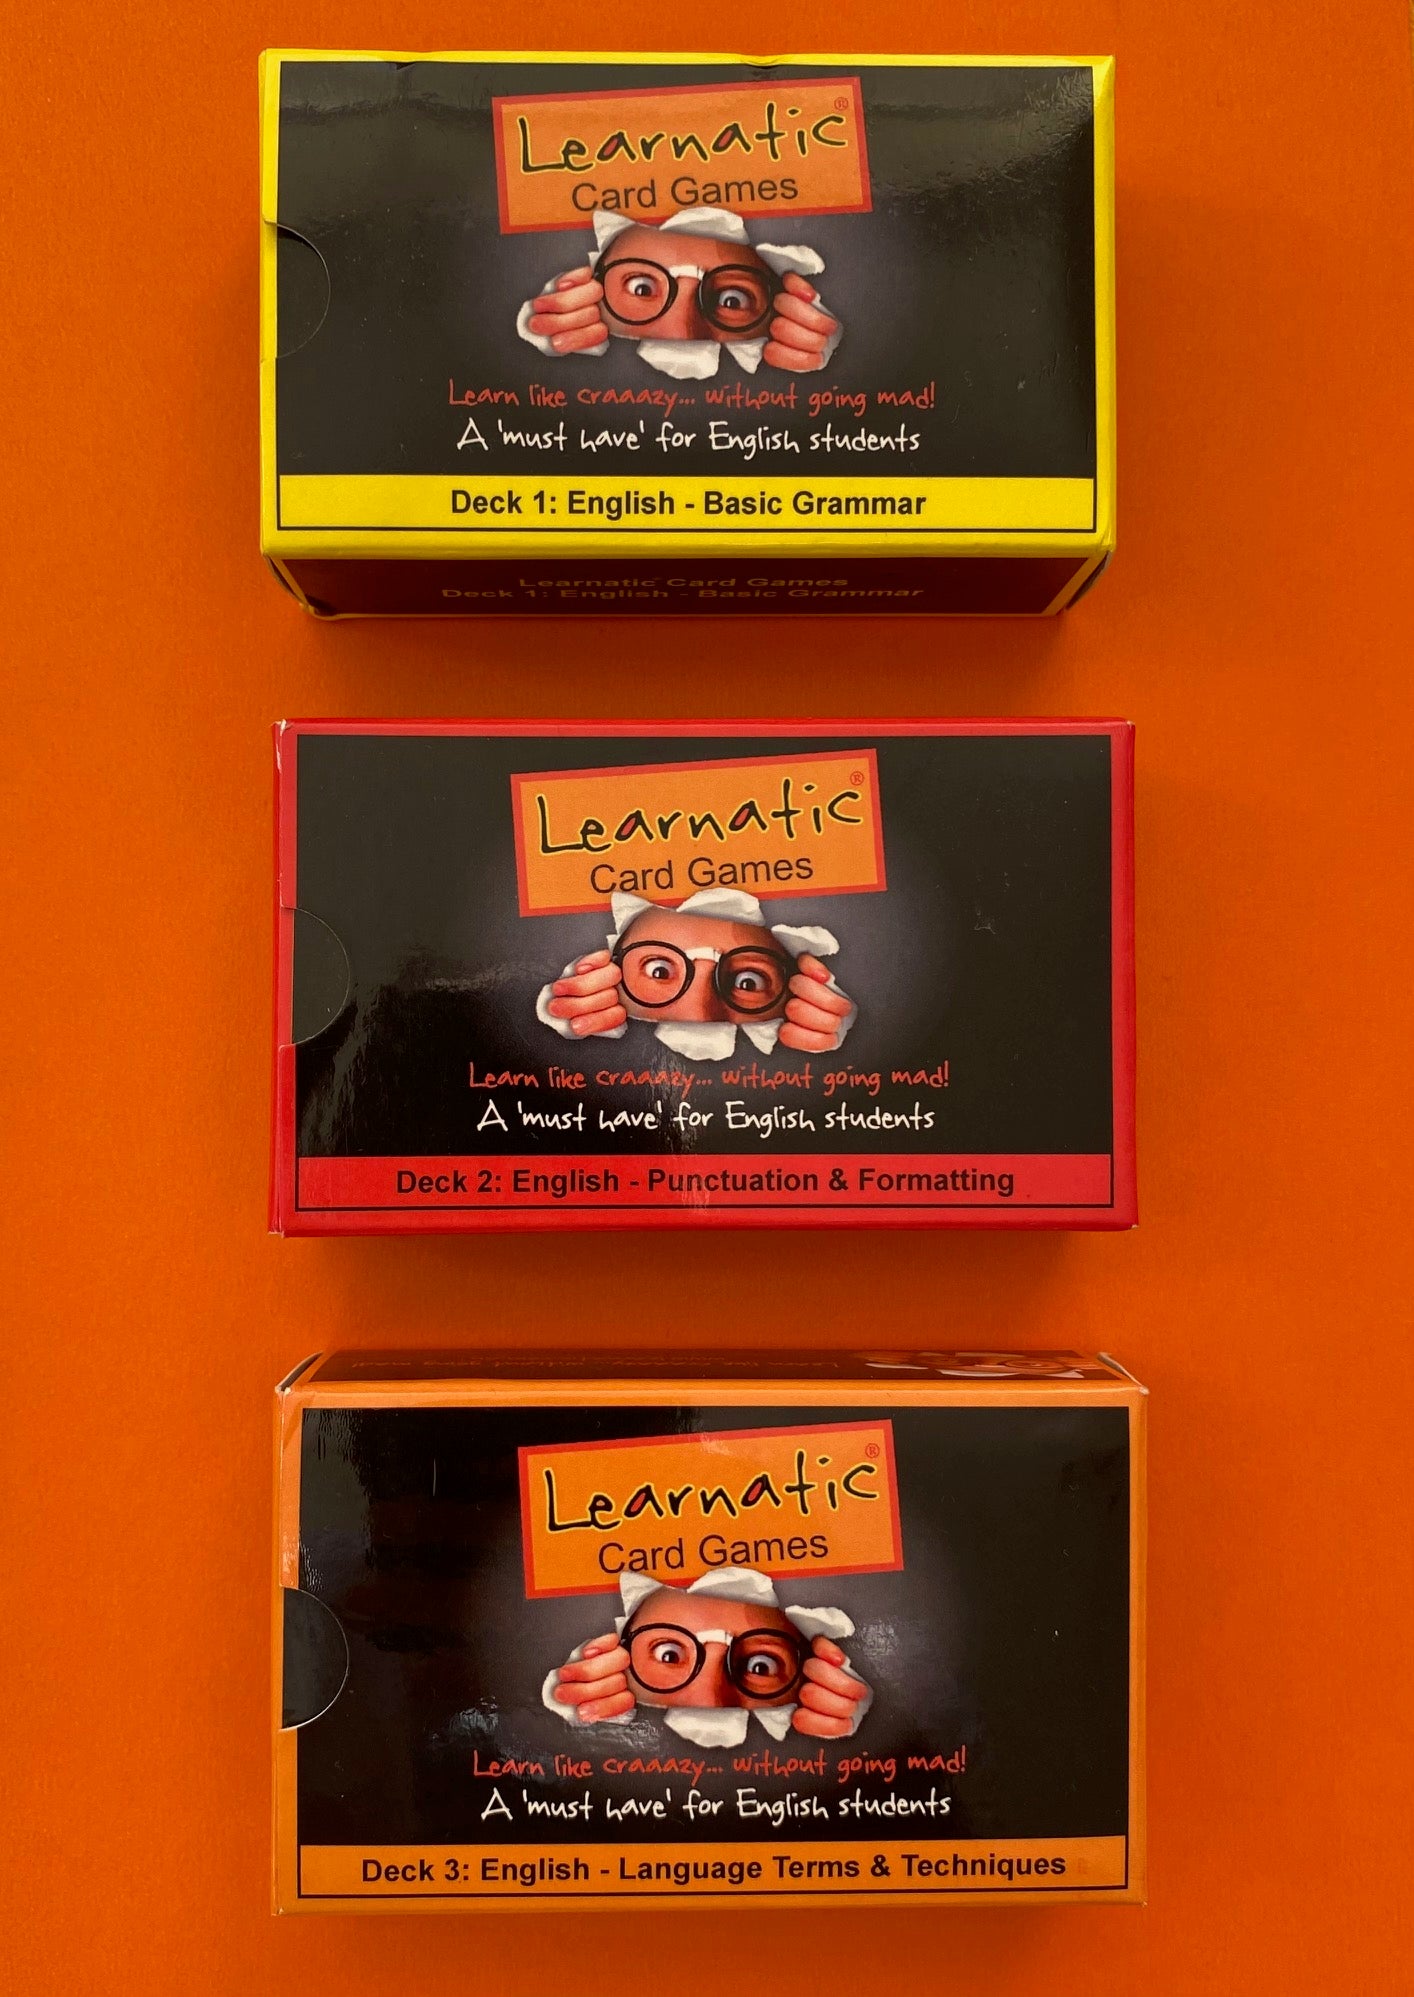 Learnatic®
Card Games
Learn like craaazy... without going mad!
A 'must have' for English students
Deck 1: English - Basic Grammar
Learnatic Card Games
Deck 1: English - Basic Grammar
Learnatic®
Card Games
Learn like craaazy... without going mad!
A 'must have' for English students
Deck 2: English - Punctuation & Formatting
Learnatic®
Card Games
Learn like craaazy... without going mad!
A 'must have' for English students
Deck 3: English - Language Terms & Techniques